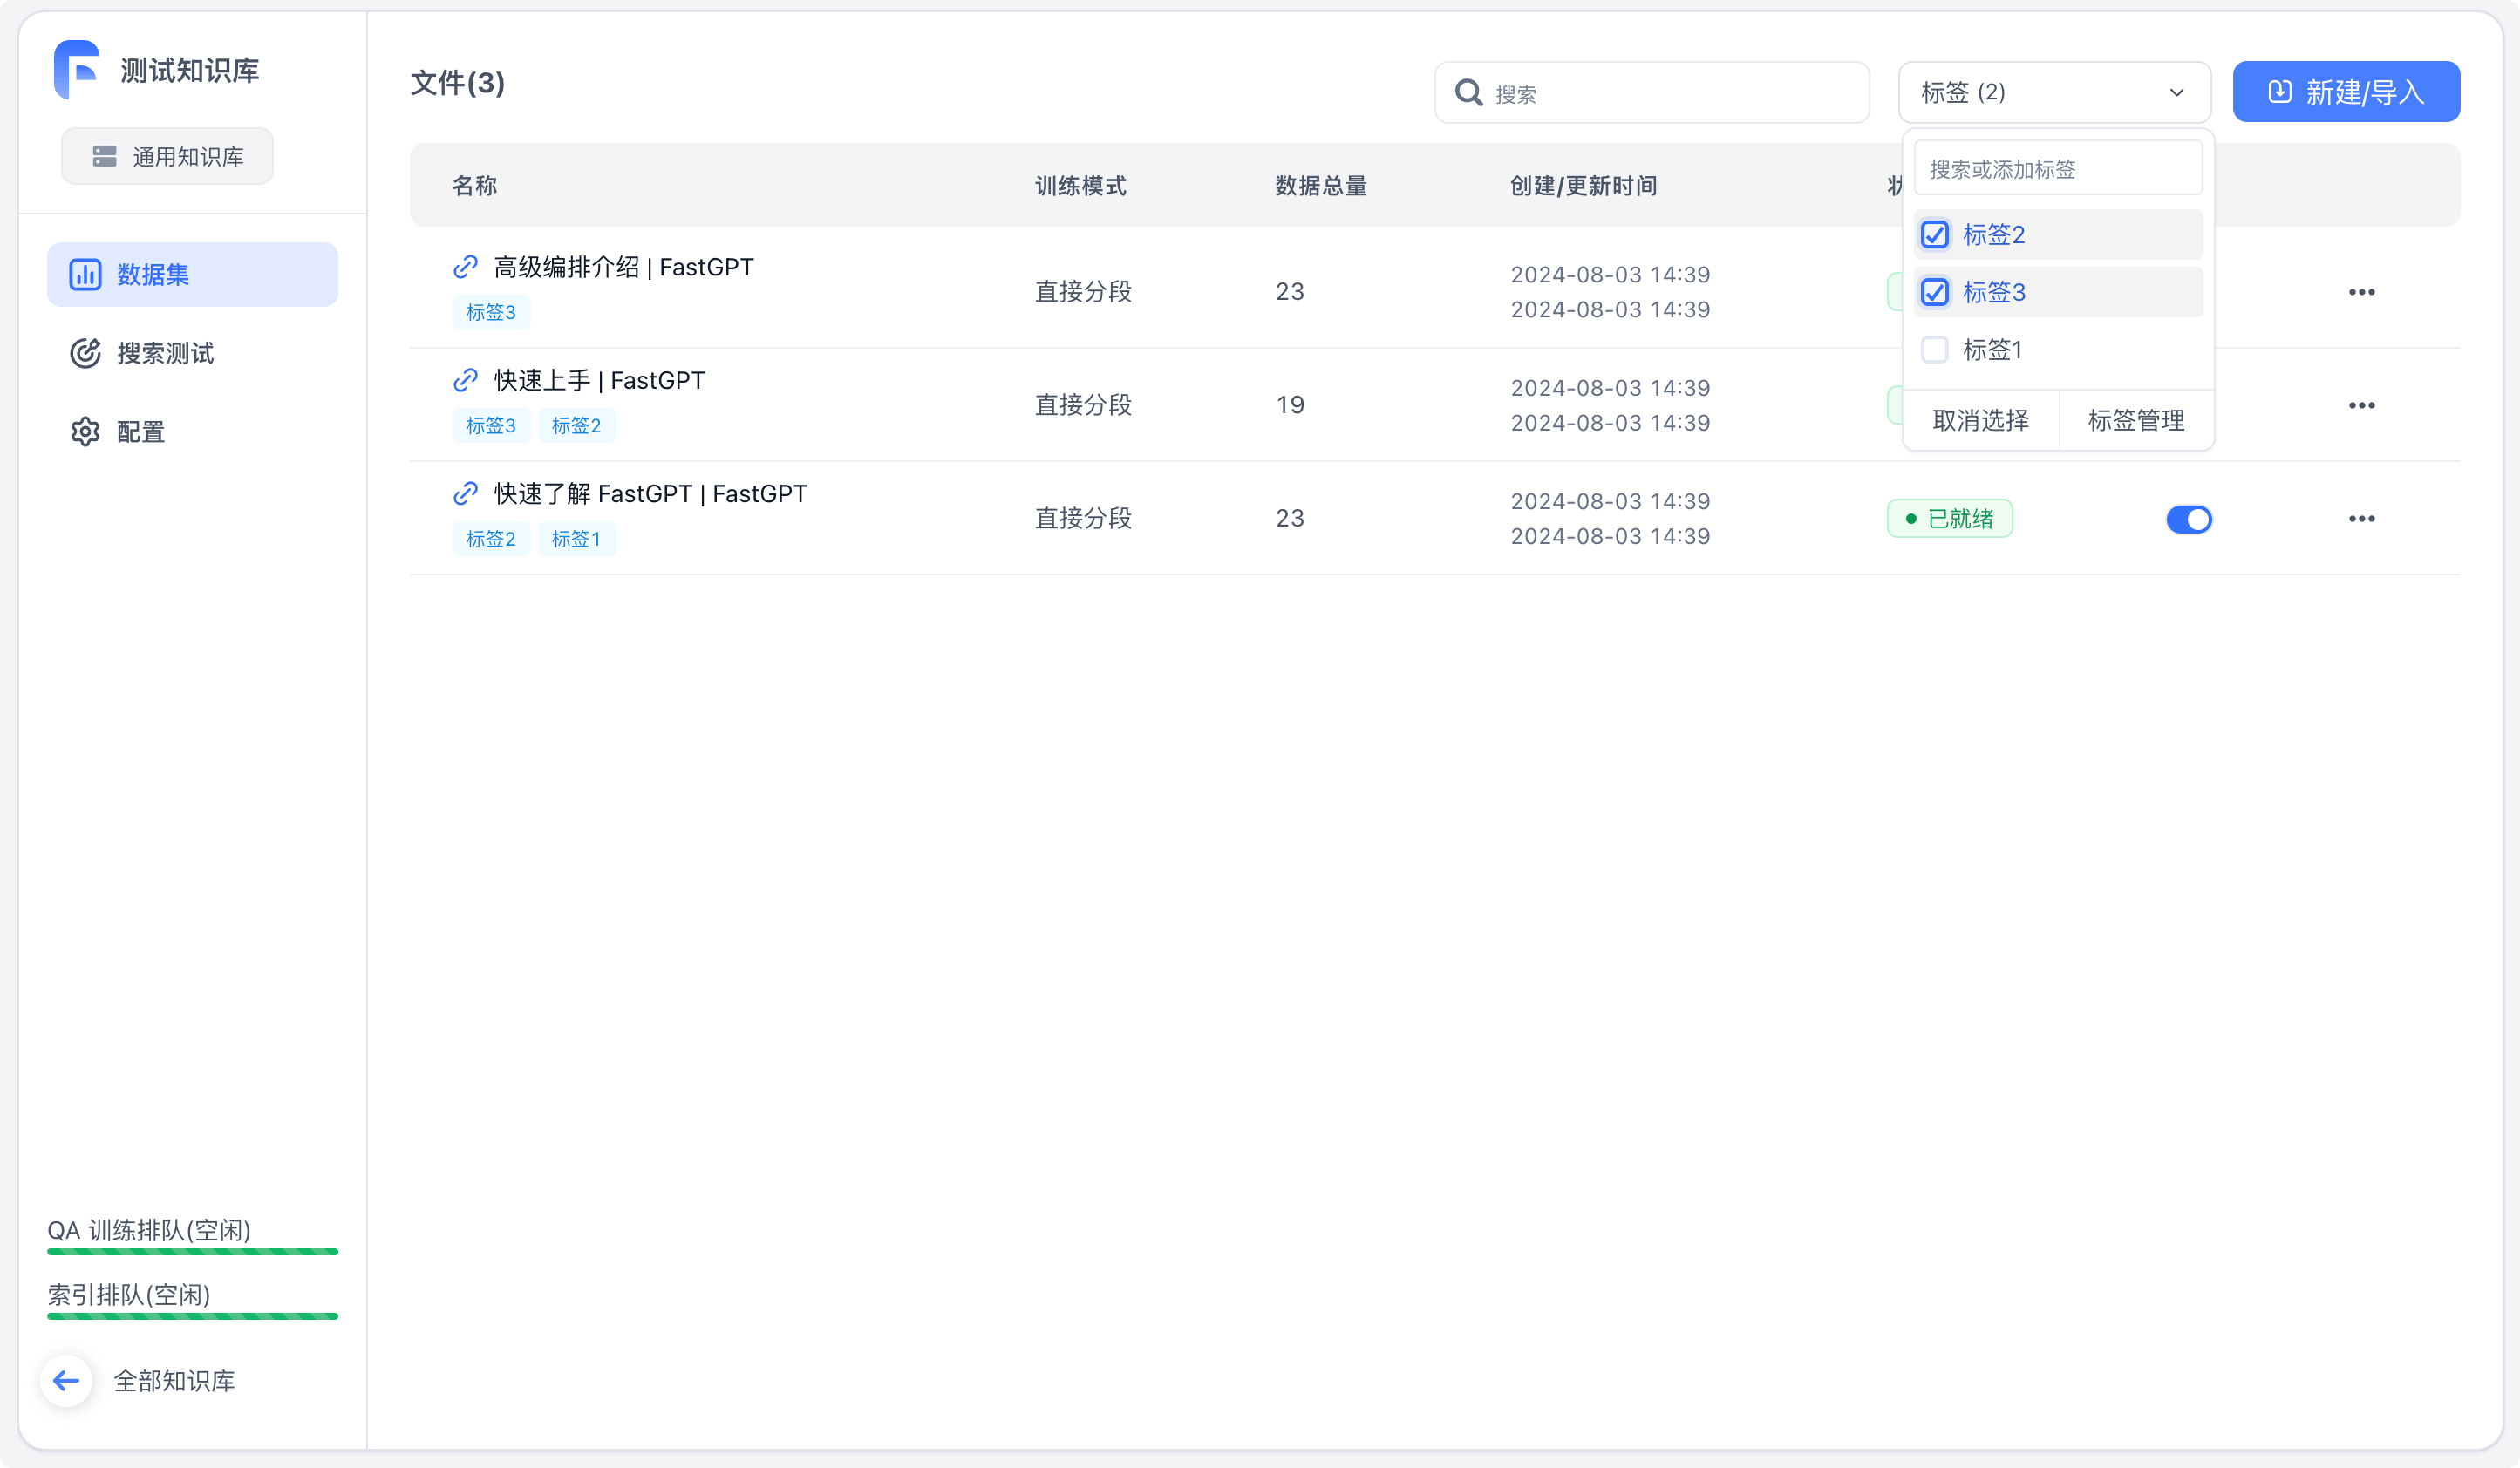 测试知识库
通用知识库
数据集
搜索测试
配置
QA 训练排队(空闲)
索引排队(空闲)
全部知识库
文件(3)
搜索
标签 (2)
新建/导入
名称 训练模式 数据总量 创建/更新时间
高级编排介绍 | FastGPT
标签3
直接分段
23
2024-08-03 14:39
2024-08-03 14:39
快速上手 | FastGPT
标签3 标签2
直接分段
19
2024-08-03 14:39
2024-08-03 14:39
快速了解 FastGPT | FastGPT
标签2 标签1
直接分段
23
2024-08-03 14:39
2024-08-03 14:39
已就绪
搜索或添加标签
标签2
标签3
标签1
取消选择 标签管理